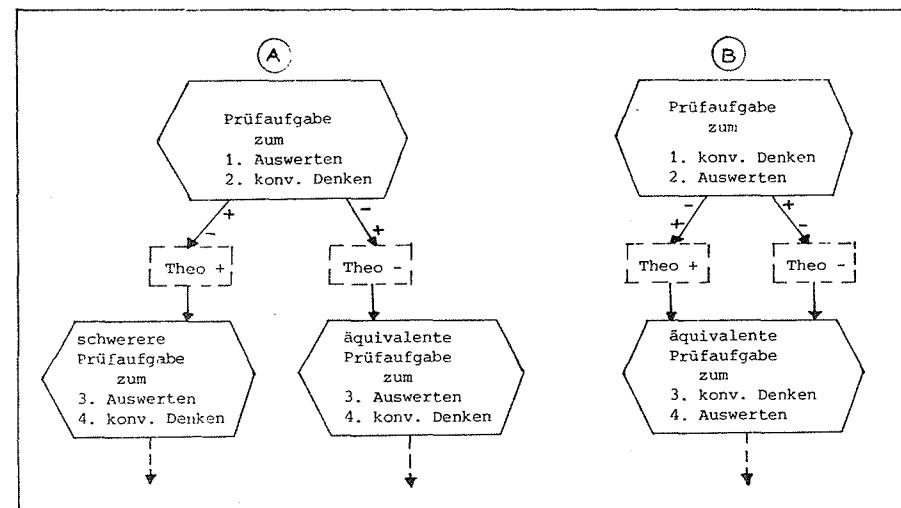 A
Prüfaufgabe
zum
1. Auswerten
2. konv. Denken
+
-
-
+
Theo +
Theo -
schwerere
Prüfaufgabe
zum
3. Auswerten
4. konv. Denken
äquivalente
Prüfaufgabe
zum
3. Auswerten
4. konv. Denken
B
Prüfaufgabe
zum
1. konv. Denken
2. Auswerten
-
+
+
-
Theo +
Theo -
äquivalente
Prüfaufgabe
zum
3. konv. Denken
4. Auswerten